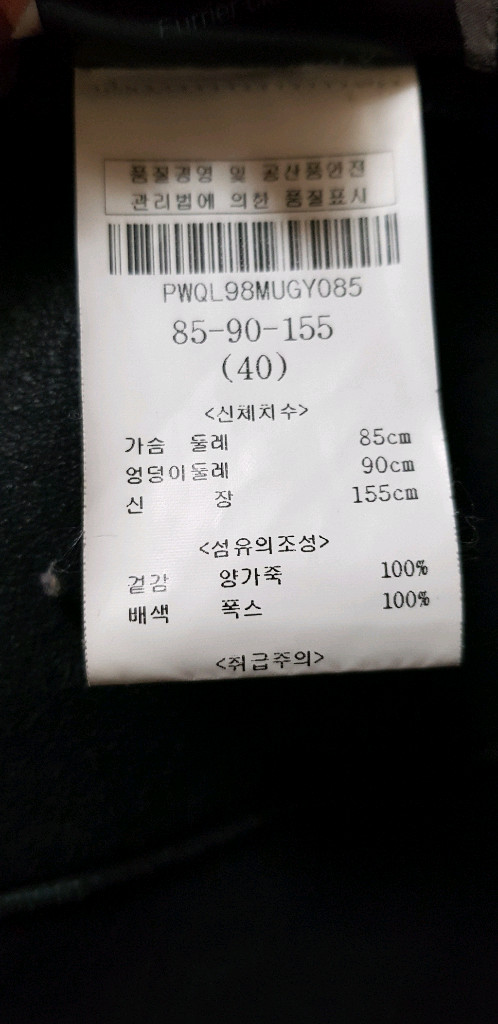 Furrier
품질경영 및 공산품안전
관리법에 의한 품질표시
PWQL98MUGY085
85-90-155
(40)
<신체치수>
가슴 둘레 85cm
엉덩이둘레 90cm
신 장 155cm
<섬유의조성>
겉감 양가죽 100%
배색 폭스 100%
<취급주의>